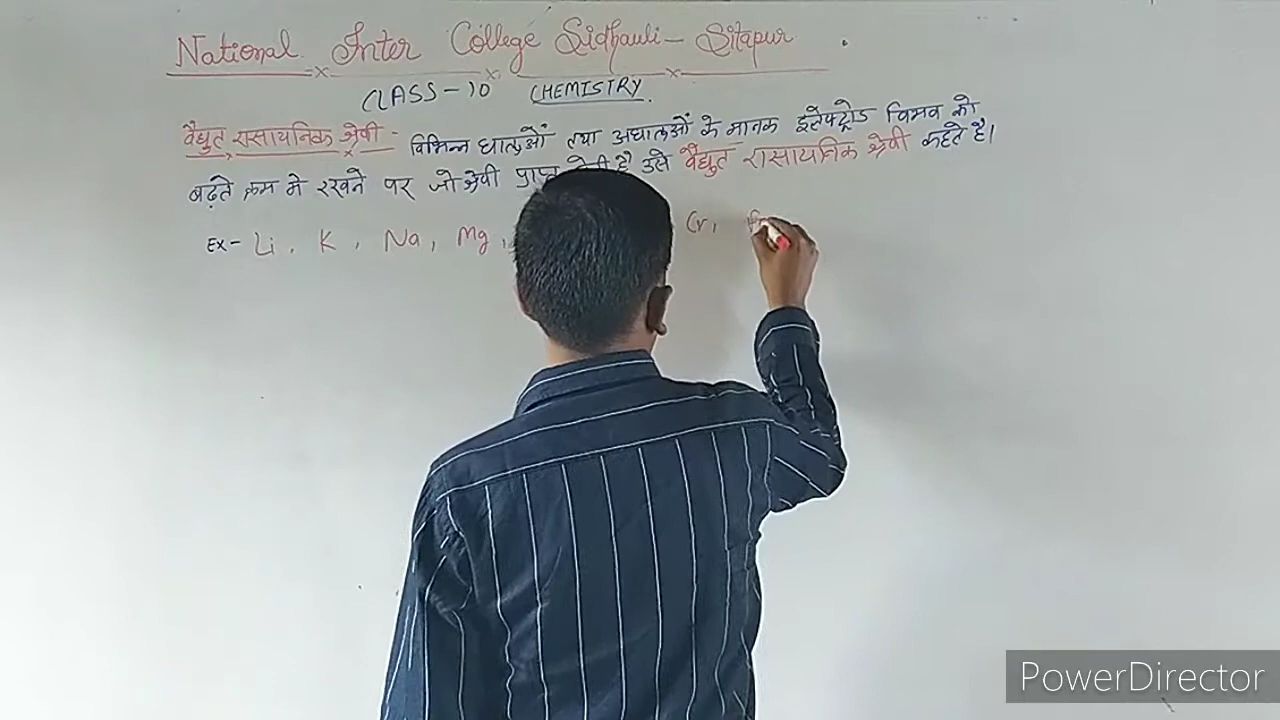 National Inter College Sidhauli - Sitapur .
CLASS - 10 CHEMISTRY
वैद्युत रासायनिक श्रेणी - विभिन्न धातुओं तथा अधातुओं के मानक इलेक्ट्रोड विभव को
बढ़ते क्रम मे रखने पर जो श्रेणी प्राप्त होती है उसे वैद्युत रासायनिक श्रेणी कहते है।
Ex - Li , K , Na , Mg , Cr,
PowerDirector